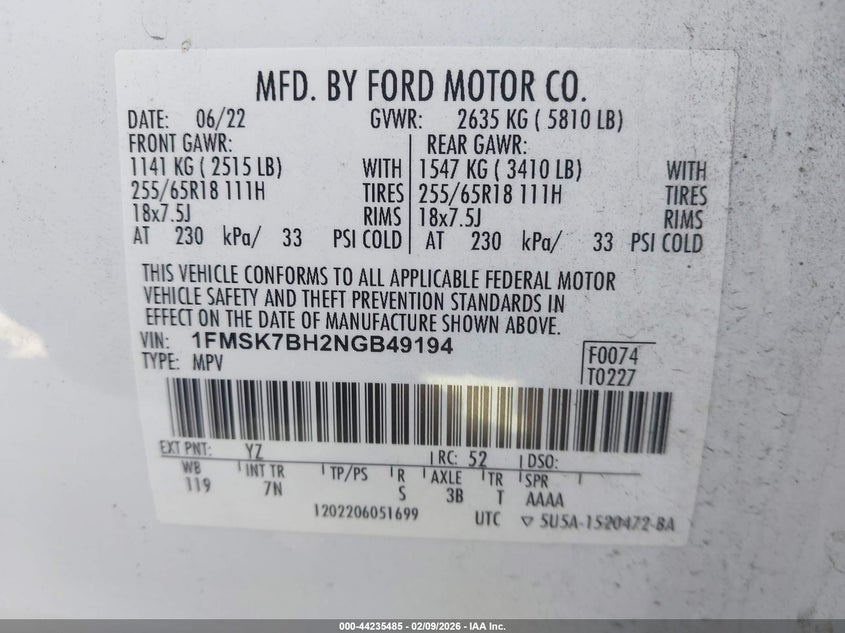 MFD. BY FORD MOTOR CO.
DATE: 06/22 GVWR: 2635 KG ( 5810 LB)
FRONT GAWR: REAR GAWR:
1141 KG ( 2515 LB) WITH 1547 KG ( 3410 LB) WITH
255/65R18 111H TIRES 255/65R18 111H TIRES
18x7.5J RIMS 18x7.5J RIMS
AT 230 kPa/ 33 PSI COLD AT 230 kPa/ 33 PSI COLD
THIS VEHICLE CONFORMS TO ALL APPLICABLE FEDERAL MOTOR
VEHICLE SAFETY AND THEFT PREVENTION STANDARDS IN
EFFECT ON THE DATE OF MANUFACTURE SHOWN ABOVE.
VIN: 1FMSK7BH2NGB49194 F0074
TYPE: MPV T0227
EXT PNT: YZ RC: 52 DSO:
WB INT TR TP/PS R AXLE TR SPR
119 7N S 3B T AAAA
1202206051699 UTC ▽ 5U5A-1520472-BA
000-44235485 - 02/09/2026 - IAA Inc.